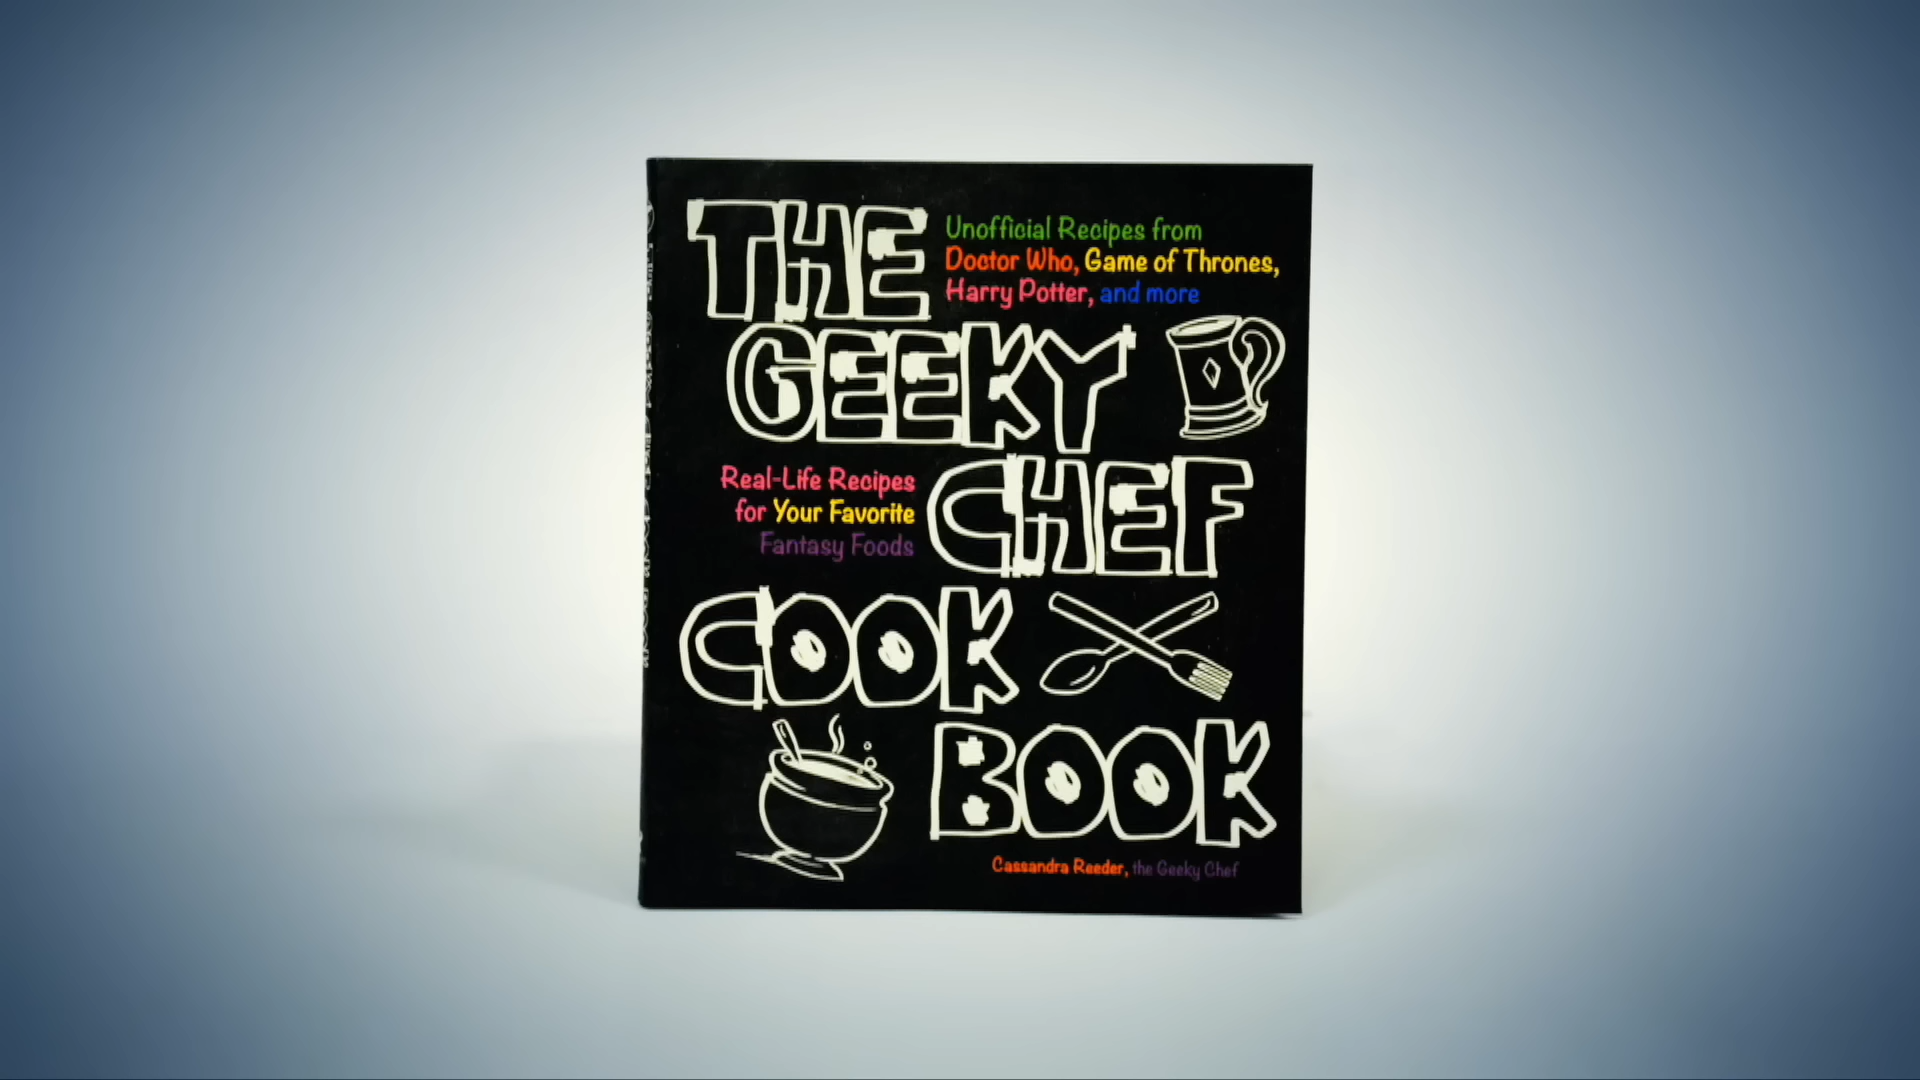 THE
Unofficial Recipes from
Doctor Who, Game of Thrones,
Harry Potter, and more
GEEKY
Real-Life Recipes
for Your Favorite
Fantasy Foods
CHEF
COOK
BOOK
Cassandra Reeder, the Geeky Chef